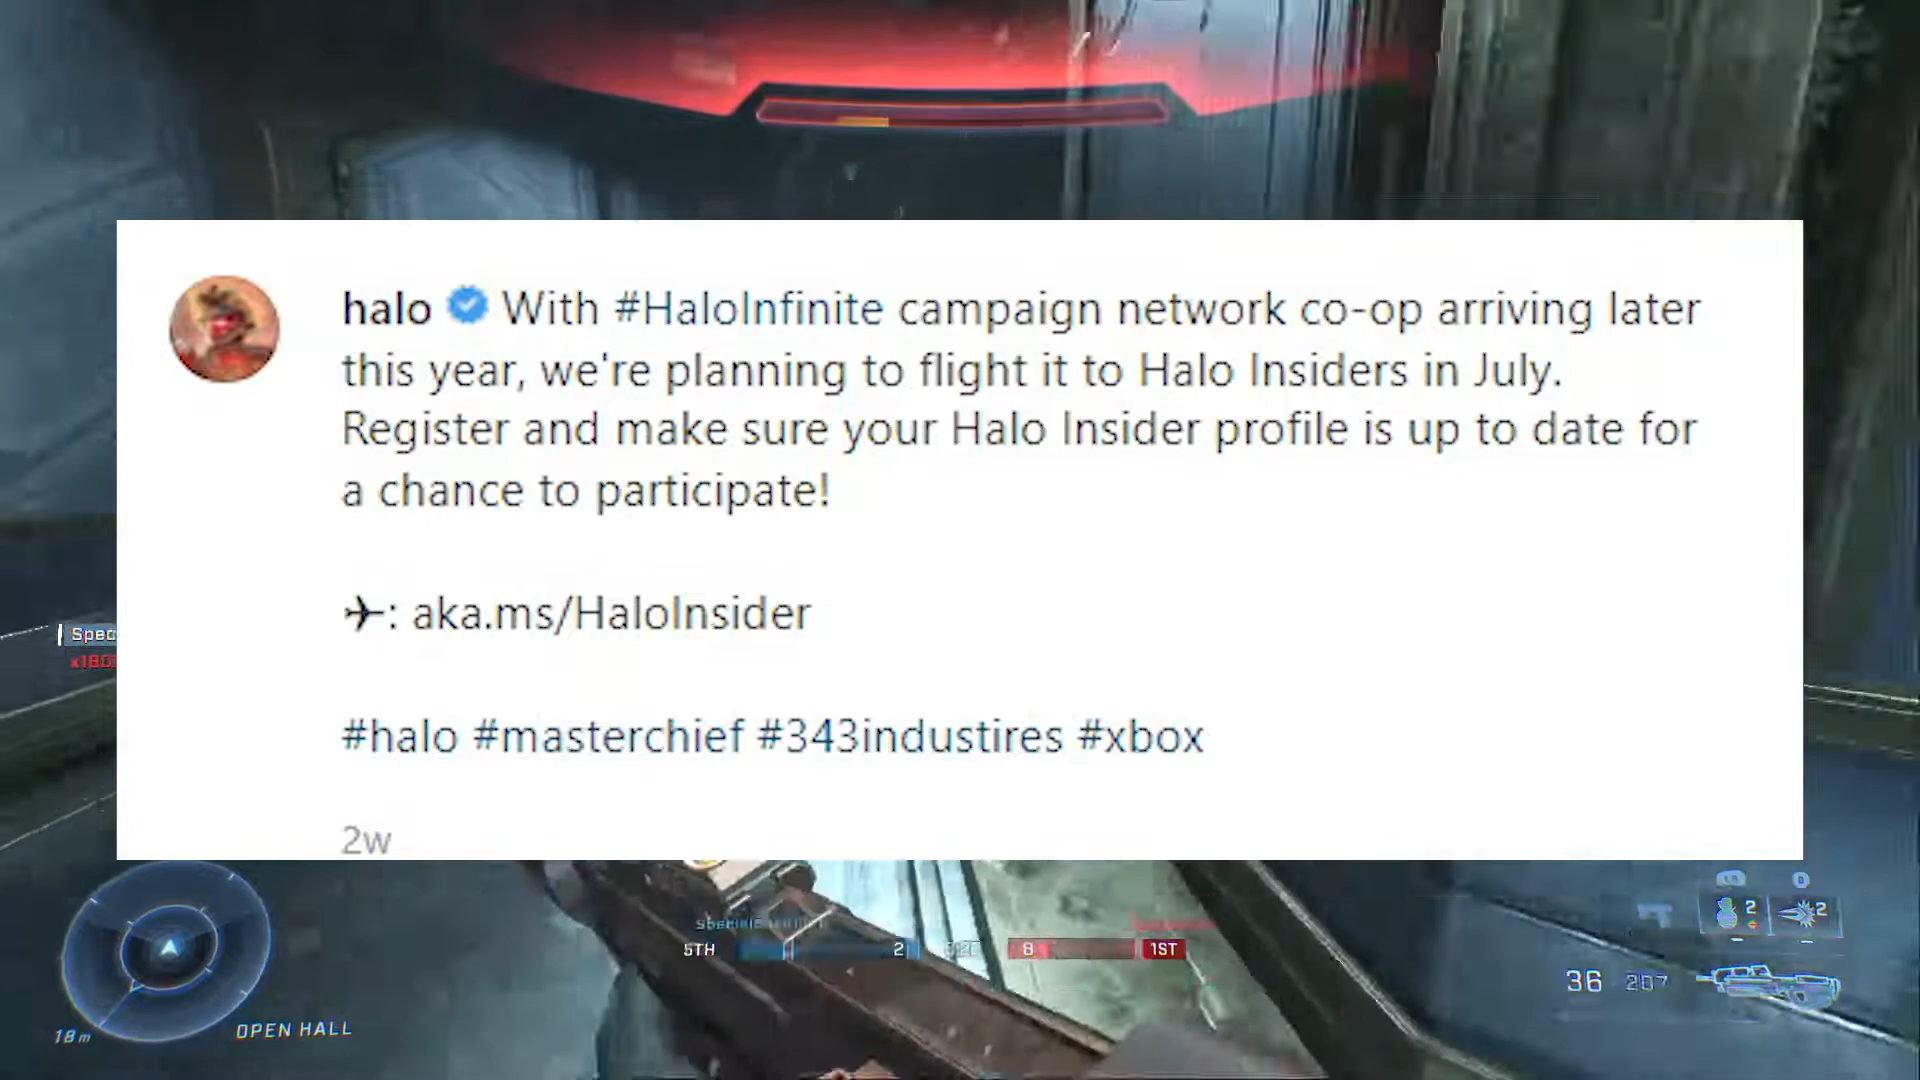 halo With #HaloInfinite campaign network co-op arriving later
this year, we're planning to flight it to Halo Insiders in July.
Register and make sure your Halo Insider profile is up to date for
a chance to participate!
✈: aka.ms/HaloInsider
#halo #masterchief #343industires #xbox
2w
Spec
x180
2 2
5TH 2 8 1ST
36 207
18m OPEN HALL